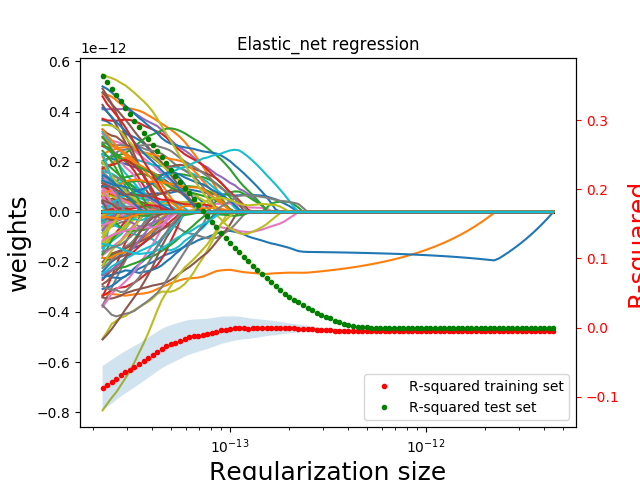 Elastic_net regression
1e−12
0.6
0.4
0.2
0.0
−0.2
−0.4
−0.6
−0.8
weights
0.3
0.2
0.1
0.0
−0.1
R-squared
R-squared training set
R-squared test set
10⁻¹³
10⁻¹²
Regularization size